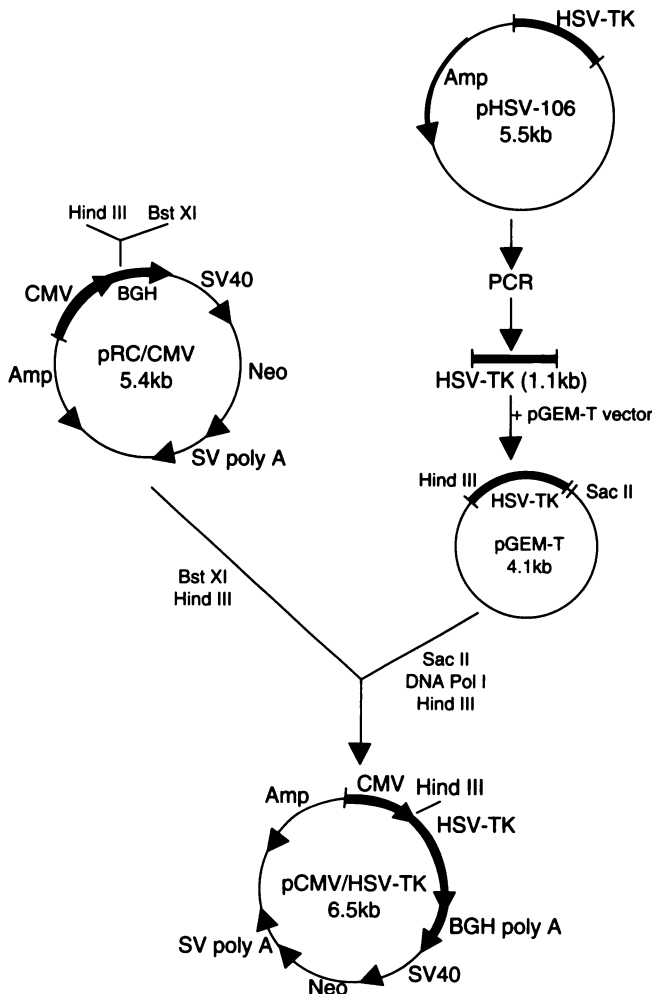 HSV-TK
Amp
pHSV-106
5.5kb
PCR
HSV-TK (1.1kb)
+ pGEM-T vector
Hind III
HSV-TK
Sac II
pGEM-T
4.1kb
Hind III
Bst XI
CMV
BGH
SV40
pRC/CMV
5.4kb
Amp
Neo
SV poly A
Bst XI
Hind III
Sac II
DNA Pol I
Hind III
CMV
Hind III
Amp
HSV-TK
pCMV/HSV-TK
6.5kb
BGH poly A
SV poly A
SV40
Neo